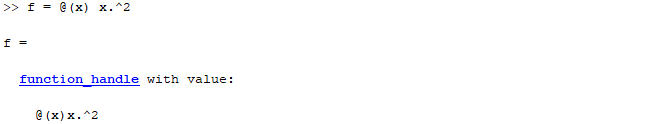 >> f = @(x) x.^2
f =
function_handle with value:
@(x)x.^2